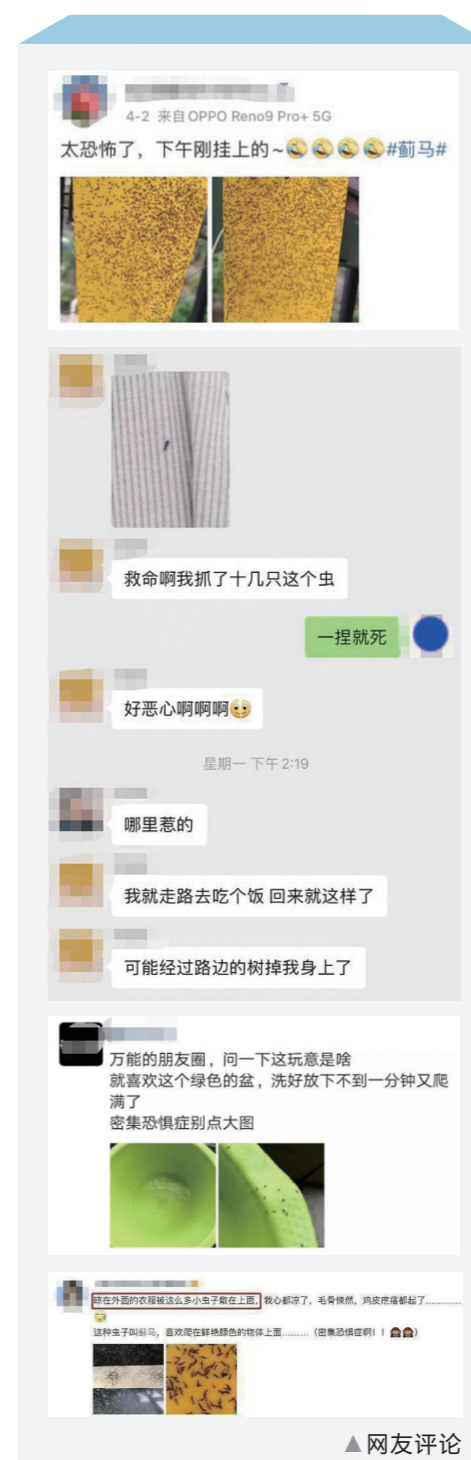 4-2 来自 OPPO Reno9 Pro+ 5G
太恐怖了，下午刚挂上的~🤣🤣🤣🤣#蓟马#
救命啊我抓了十几只这个虫
一捏就死
好恶心啊啊啊
星期一 下午 2:19
哪里惹的
我就走路去吃个饭 回来就这样了
可能经过路边的树掉我身上了
万能的朋友圈，问一下这玩意是啥
就喜欢这个绿色的盆，洗好放下不到一分钟又爬
满了
密集恐惧症别点大图
晾在外面的衣服被这么多小虫子散在上面，我心都凉了，毛骨悚然，鸡皮疙瘩都起了…………
这种虫子叫蓟马，喜欢爬在鲜艳颜色的物体上面………（密集恐惧症啊！！🙈🙈）
▲网友评论